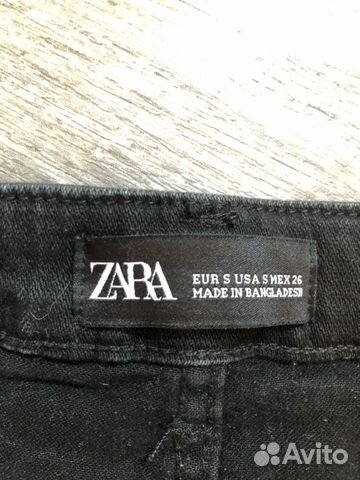 ZARA
EUR S USA S MEX 26
MADE IN BANGLADESH
Avito